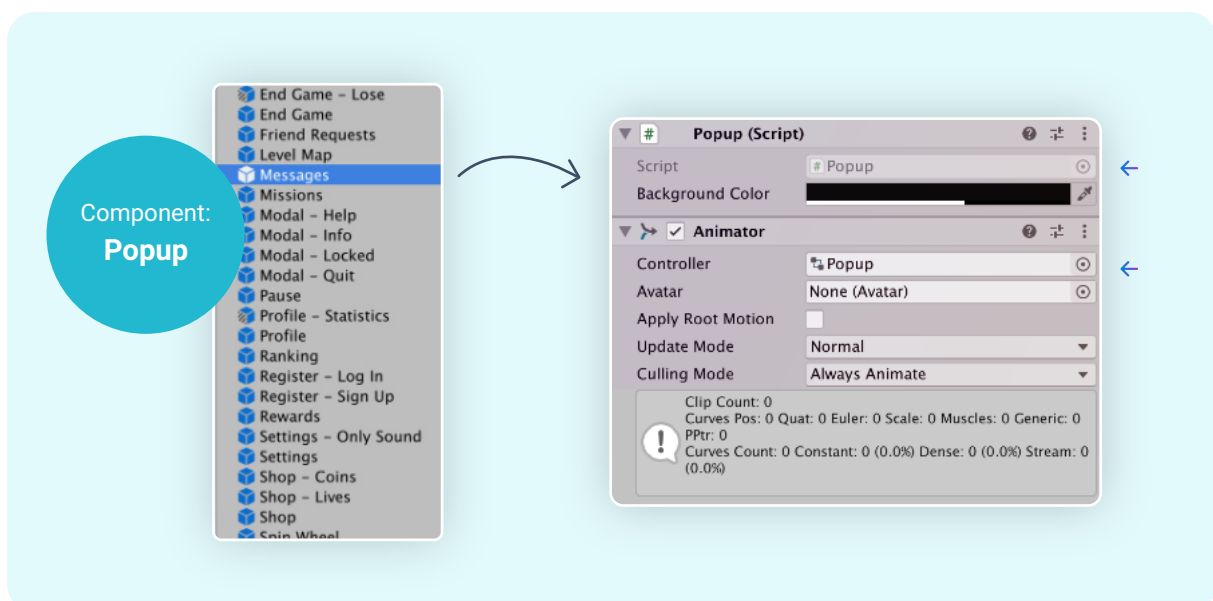 Component:
Popup
End Game – Lose
End Game
Friend Requests
Level Map
Messages
Missions
Modal – Help
Modal – Info
Modal – Locked
Modal – Quit
Pause
Profile – Statistics
Profile
Ranking
Register – Log In
Register – Sign Up
Rewards
Settings – Only Sound
Settings
Shop – Coins
Shop – Lives
Shop
Spin Wheel
# Popup (Script)
Script # Popup
Background Color
Animator
Controller Popup
Avatar None (Avatar)
Apply Root Motion
Update Mode Normal
Culling Mode Always Animate
Clip Count: 0
Curves Pos: 0 Quat: 0 Euler: 0 Scale: 0 Muscles: 0 Generic: 0
PPtr: 0
Curves Count: 0 Constant: 0 (0.0%) Dense: 0 (0.0%) Stream: 0
(0.0%)